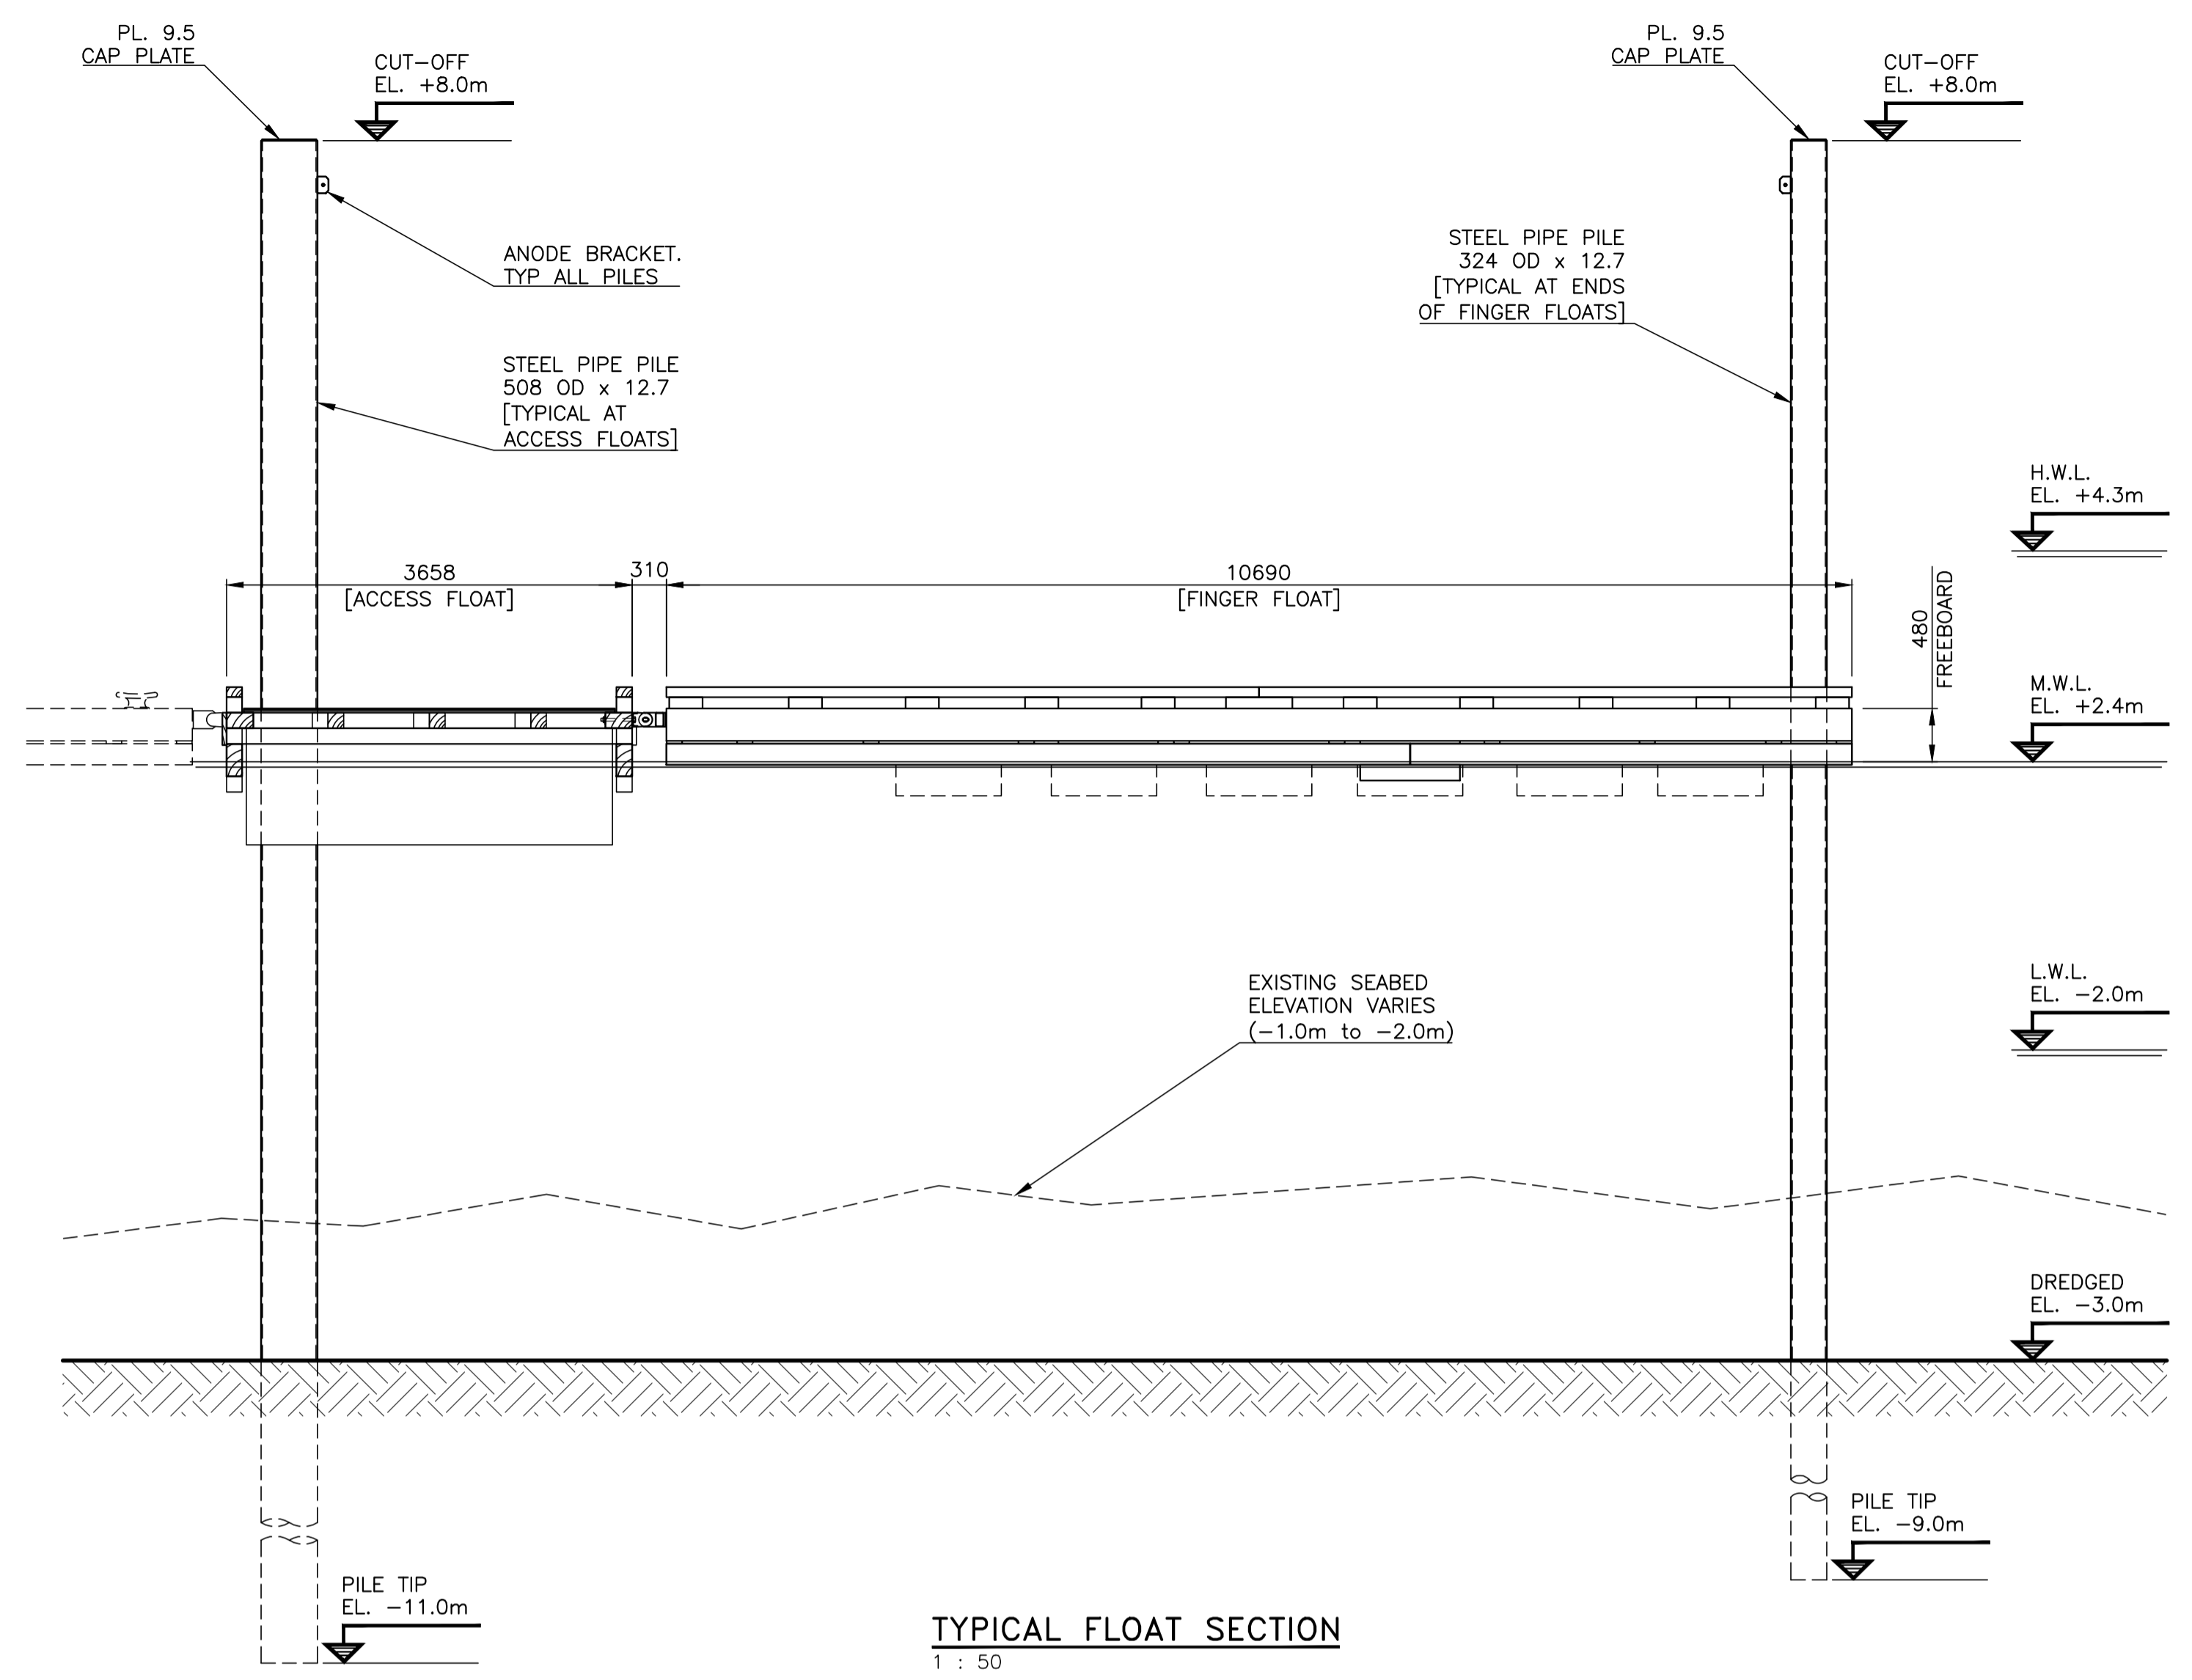 PL. 9.5
CAP PLATE
CUT-OFF
EL. +8.0m
PL. 9.5
CAP PLATE
CUT-OFF
EL. +8.0m
ANODE BRACKET.
TYP ALL PILES
STEEL PIPE PILE
324 OD x 12.7
[TYPICAL AT ENDS
OF FINGER FLOATS]
STEEL PIPE PILE
508 OD x 12.7
[TYPICAL AT
ACCESS FLOATS]
H.W.L.
EL. +4.3m
3658
[ACCESS FLOAT]
310
10690
[FINGER FLOAT]
480
FREEBOARD
M.W.L.
EL. +2.4m
EXISTING SEABED
ELEVATION VARIES
(-1.0m to -2.0m)
L.W.L.
EL. -2.0m
DREDGED
EL. -3.0m
PILE TIP
EL. -9.0m
PILE TIP
EL. -11.0m
TYPICAL FLOAT SECTION
1 : 50